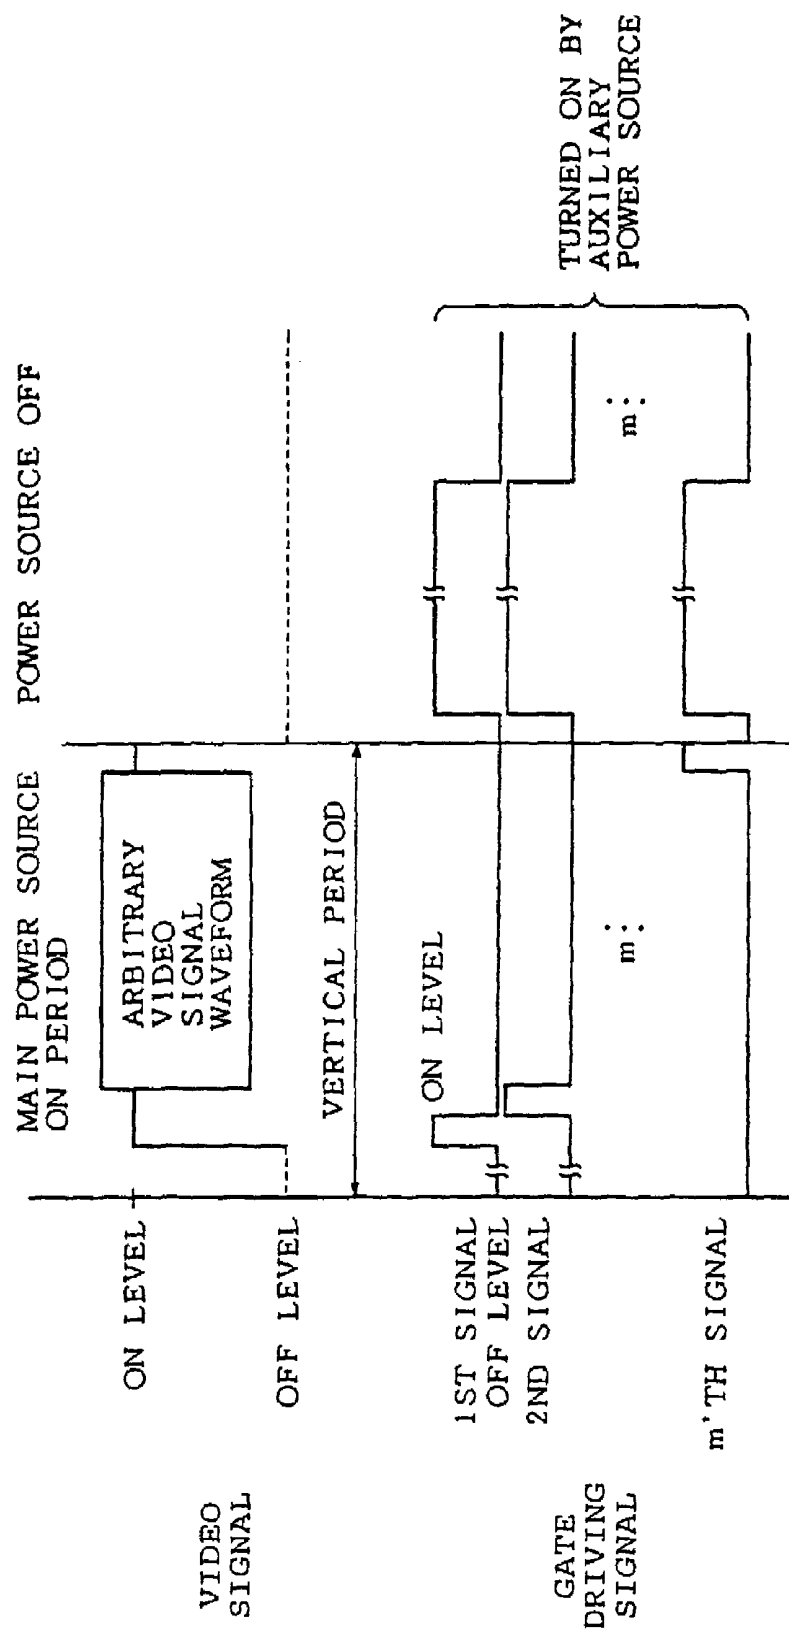 MAIN POWER SOURCE
ON PERIOD
POWER SOURCE OFF
VIDEO
SIGNAL
ON LEVEL
OFF LEVEL
ARBITRARY
VIDEO
SIGNAL
WAVEFORM
VERTICAL PERIOD
GATE
DRIVING
SIGNAL
1ST SIGNAL
OFF LEVEL
2ND SIGNAL
m'TH SIGNAL
ON LEVEL
m:
m:
TURNED ON BY
AUXILIARY
POWER SOURCE